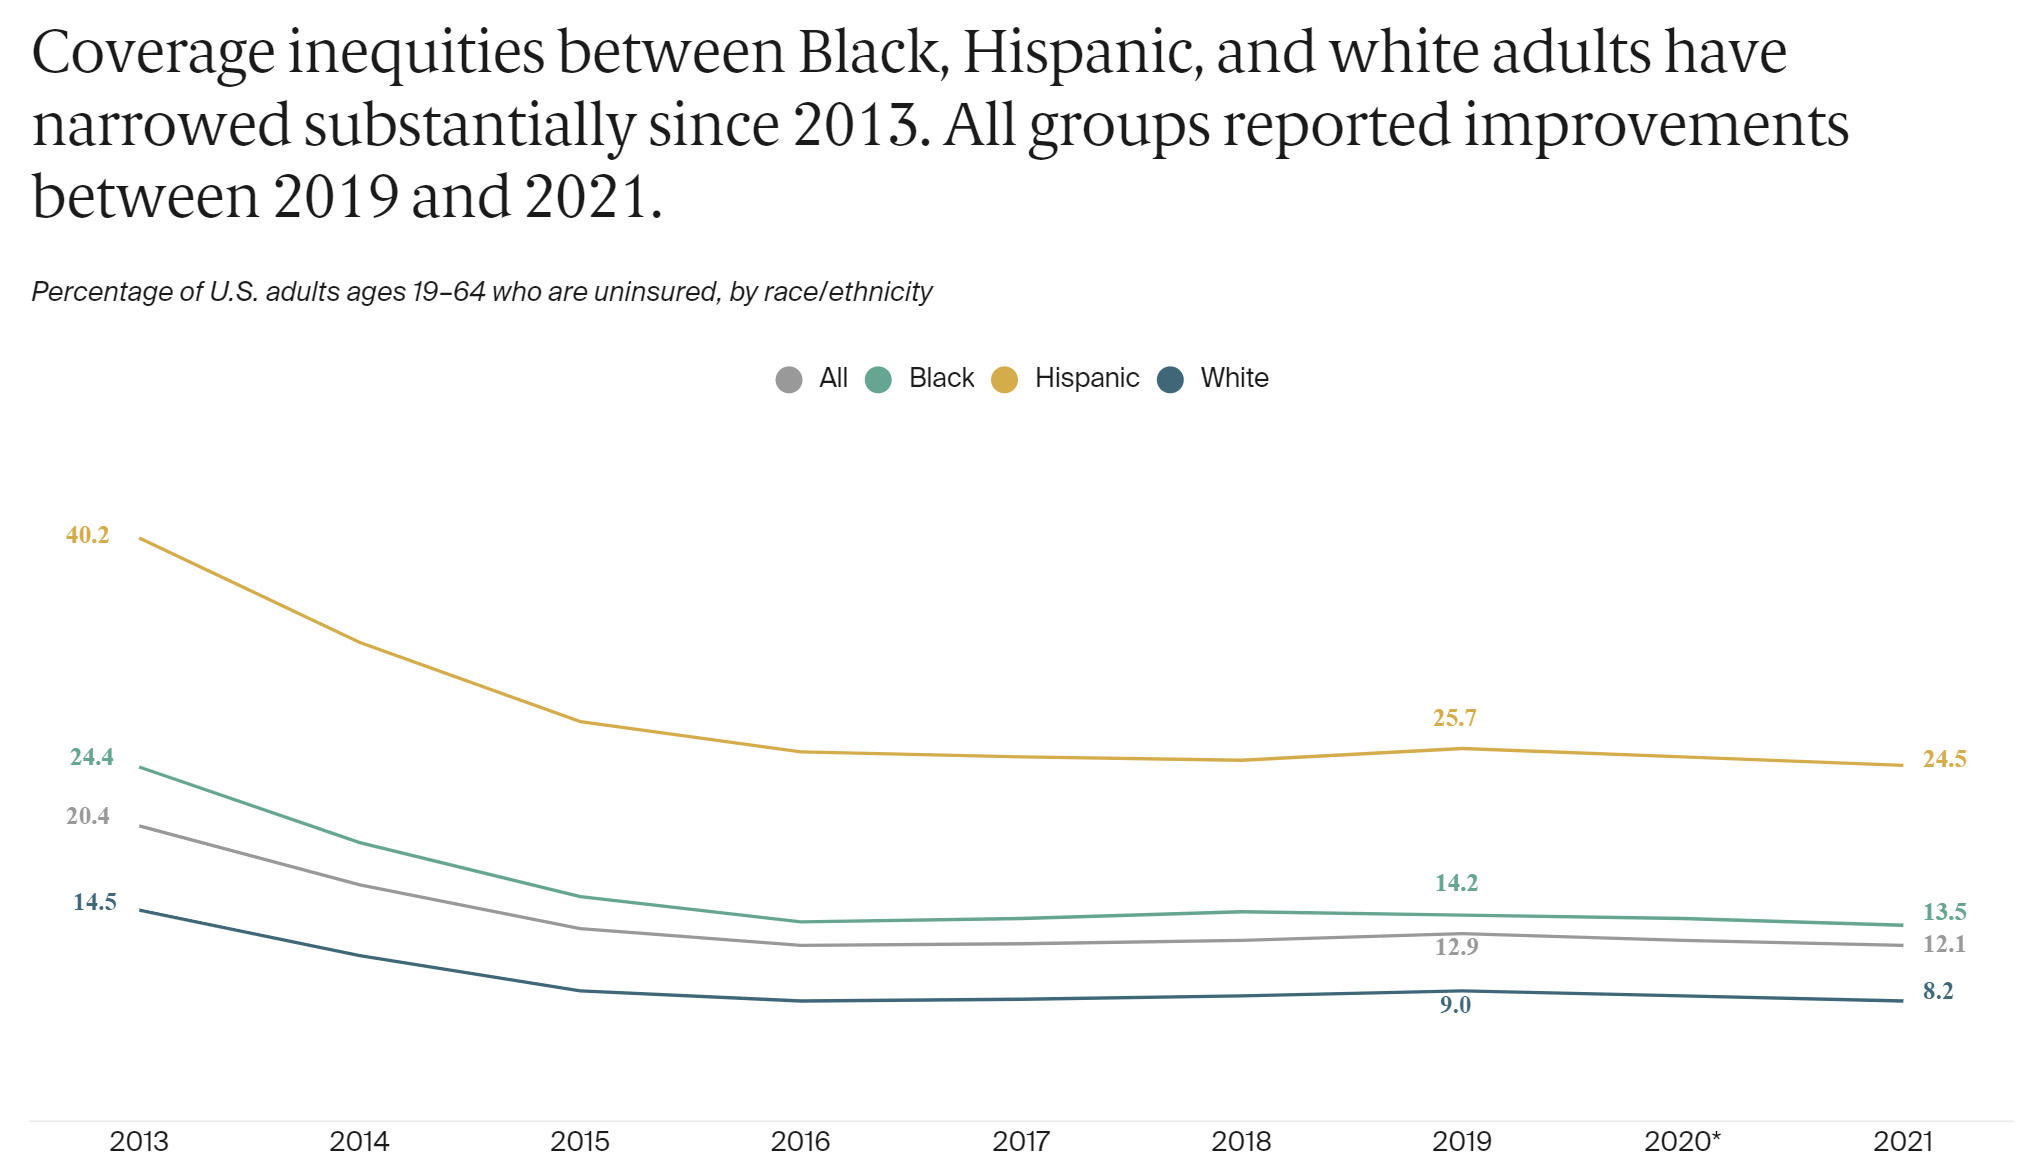 Coverage inequities between Black, Hispanic, and white adults have
narrowed substantially since 2013. All groups reported improvements
between 2019 and 2021.
Percentage of U.S. adults ages 19–64 who are uninsured, by race/ethnicity
All Black Hispanic White
40.2
25.7
24.5
24.4
20.4
14.5
14.2
13.5
12.9
12.1
9.0
8.2
2013 2014 2015 2016 2017 2018 2019 2020* 2021